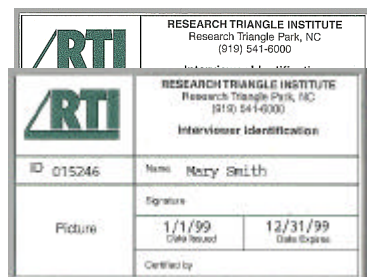 RESEARCH TRIANGLE INSTITUTE
Research Triangle Park, NC
(919) 541-6000
RTI
RESEARCH TRIANGLE INSTITUTE
Research Triangle Park, NC
(919) 541-6000
RTI
Interviewer Identification
ID 015246
Name Mary Smith
Signature
Picture
1/1/99 12/31/99
Date Issued Date Expires
Certified by